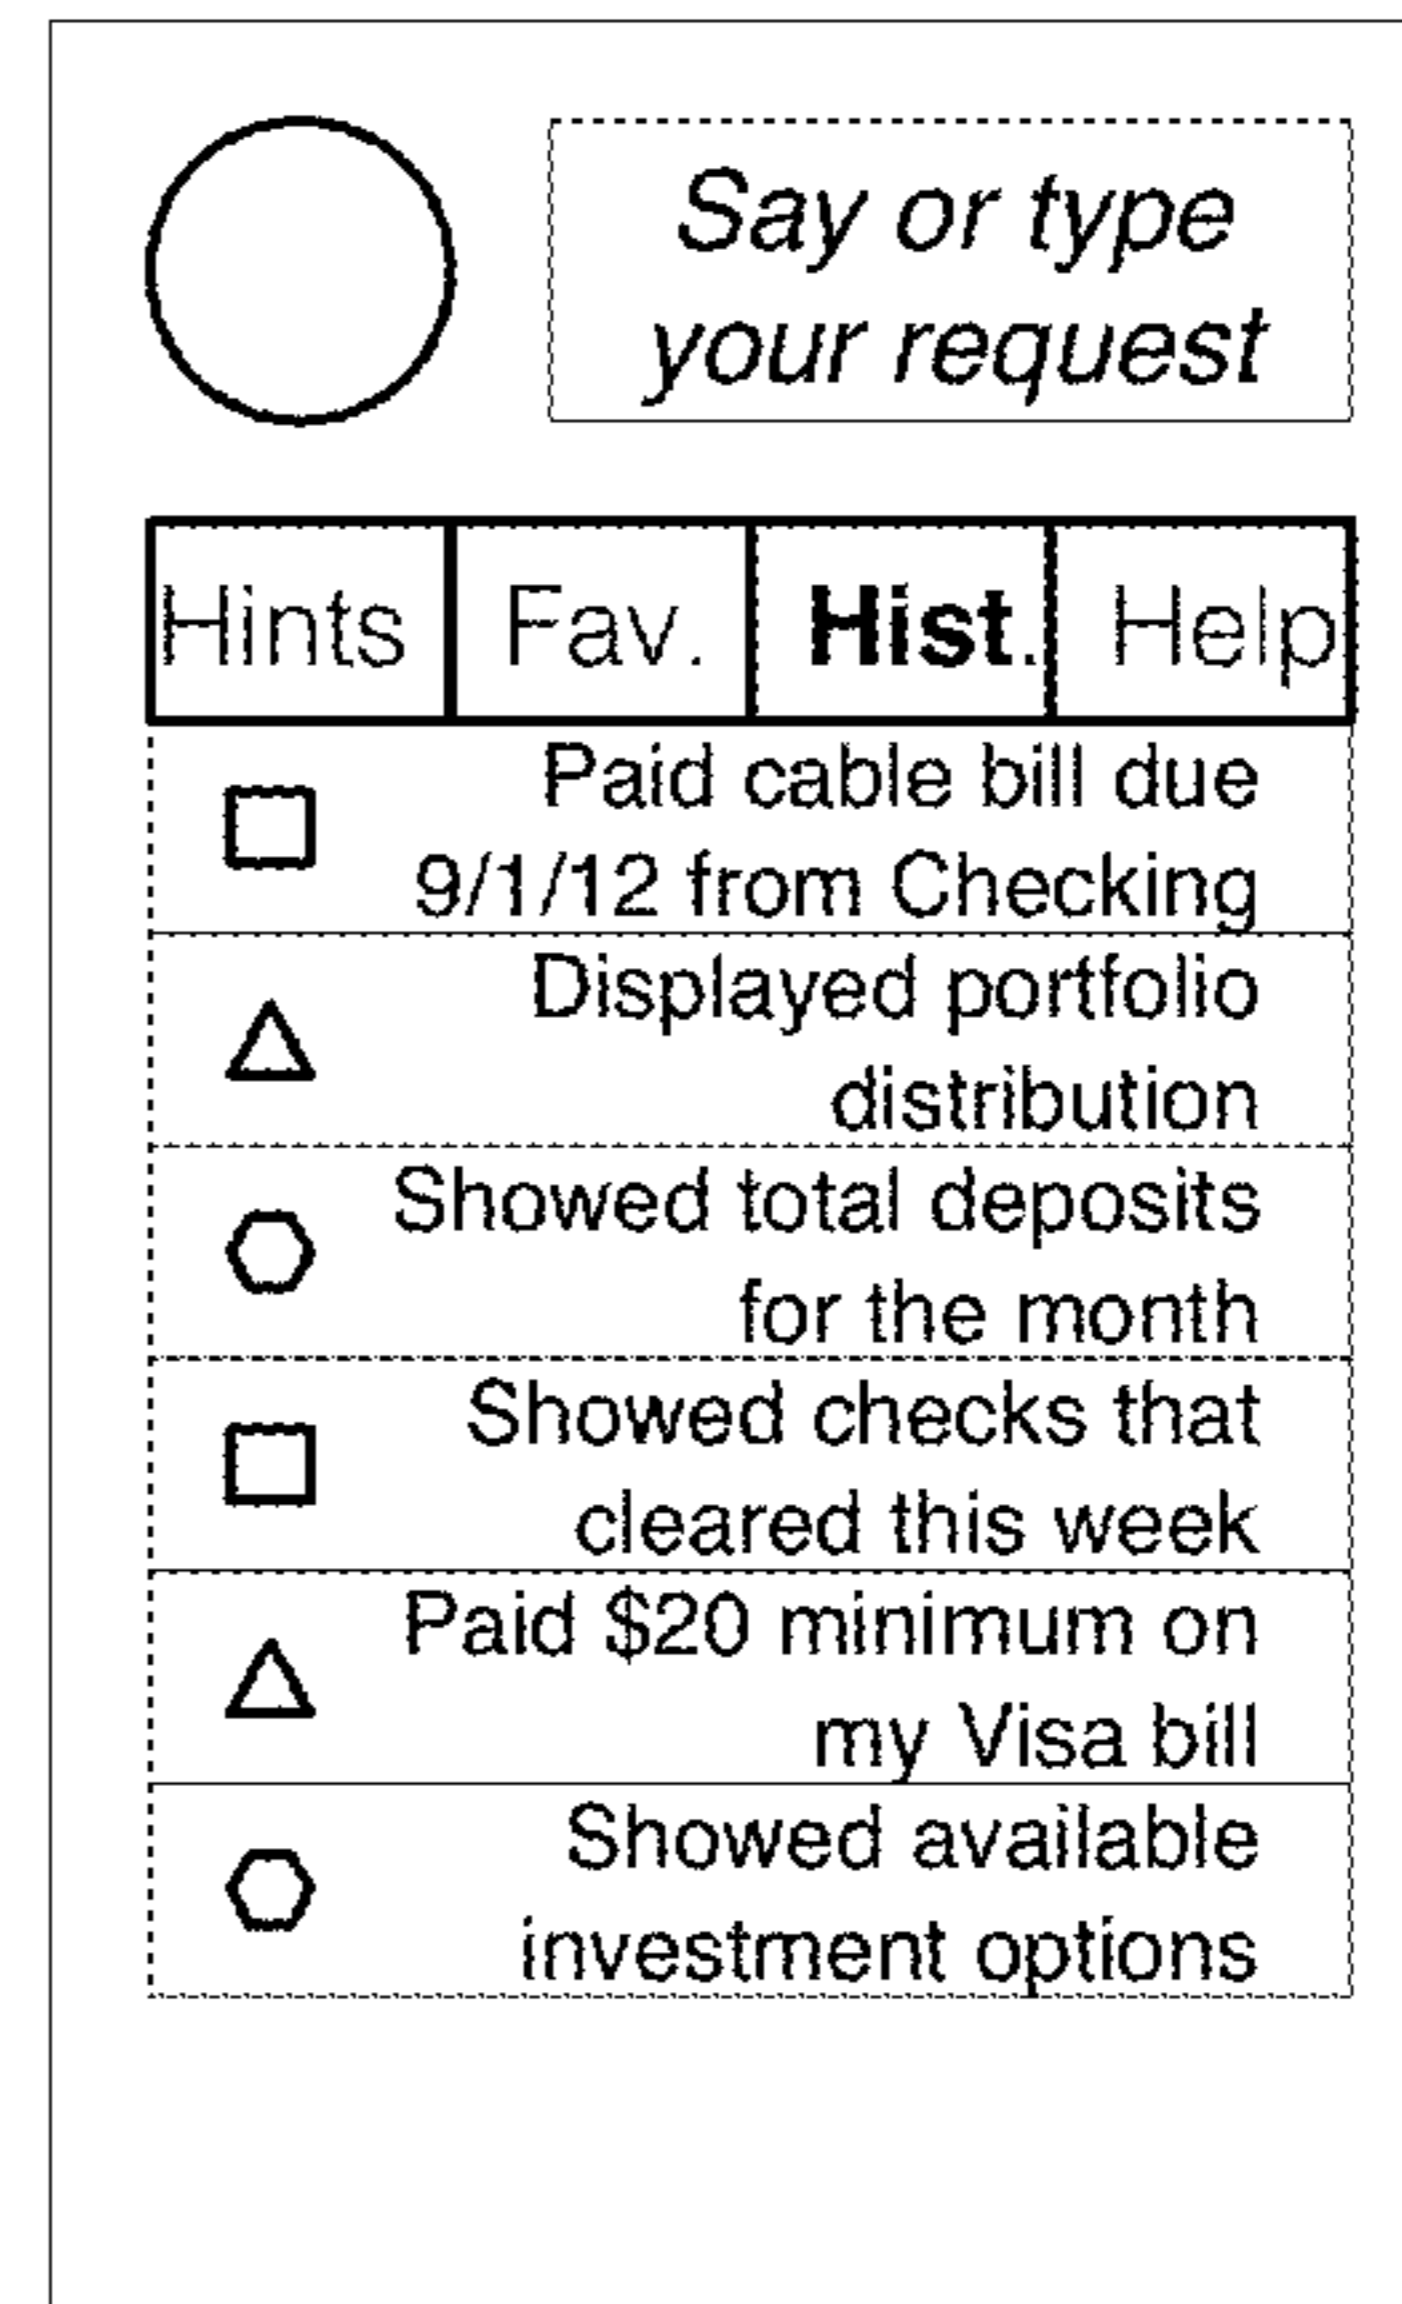 Say or type
your request
Hints Fav. Hist. Help
Paid cable bill due
9/1/12 from Checking
Displayed portfolio
distribution
Showed total deposits
for the month
Showed checks that
cleared this week
Paid $20 minimum on
my Visa bill
Showed available
investment options